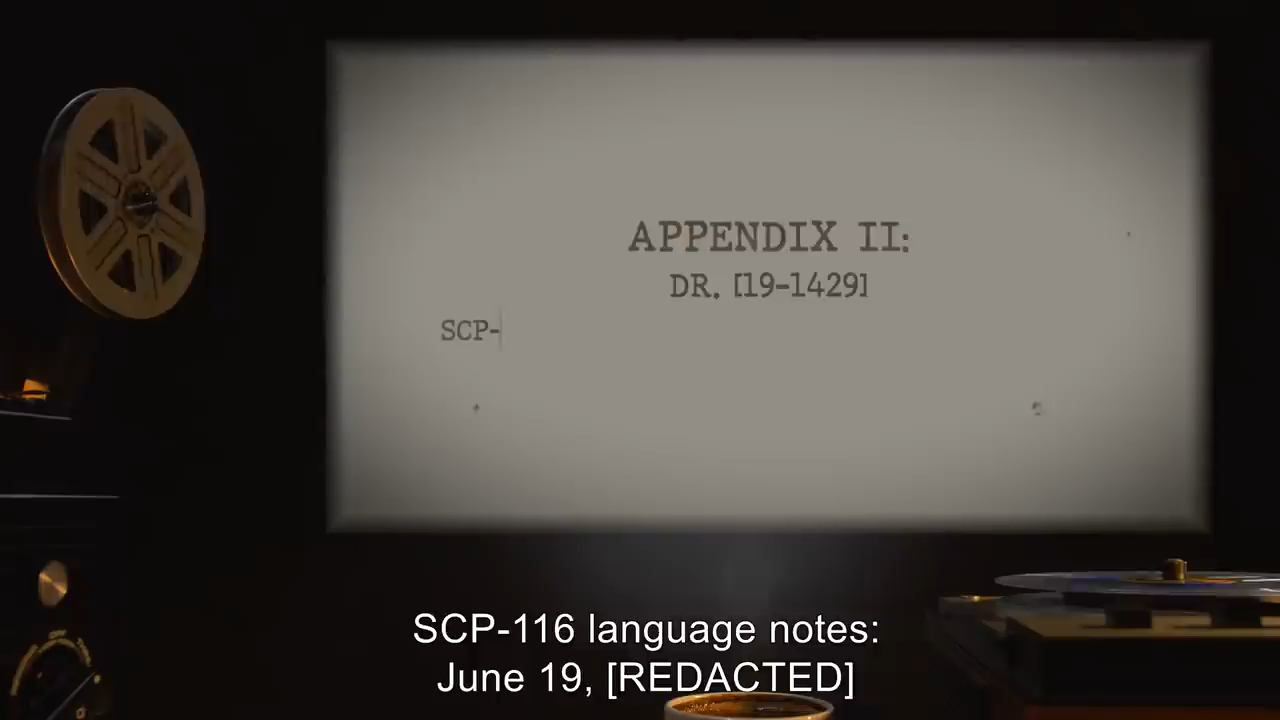 APPENDIX II:
DR. [19-1429]
SCP-
SCP-116 language notes:
June 19, [REDACTED]